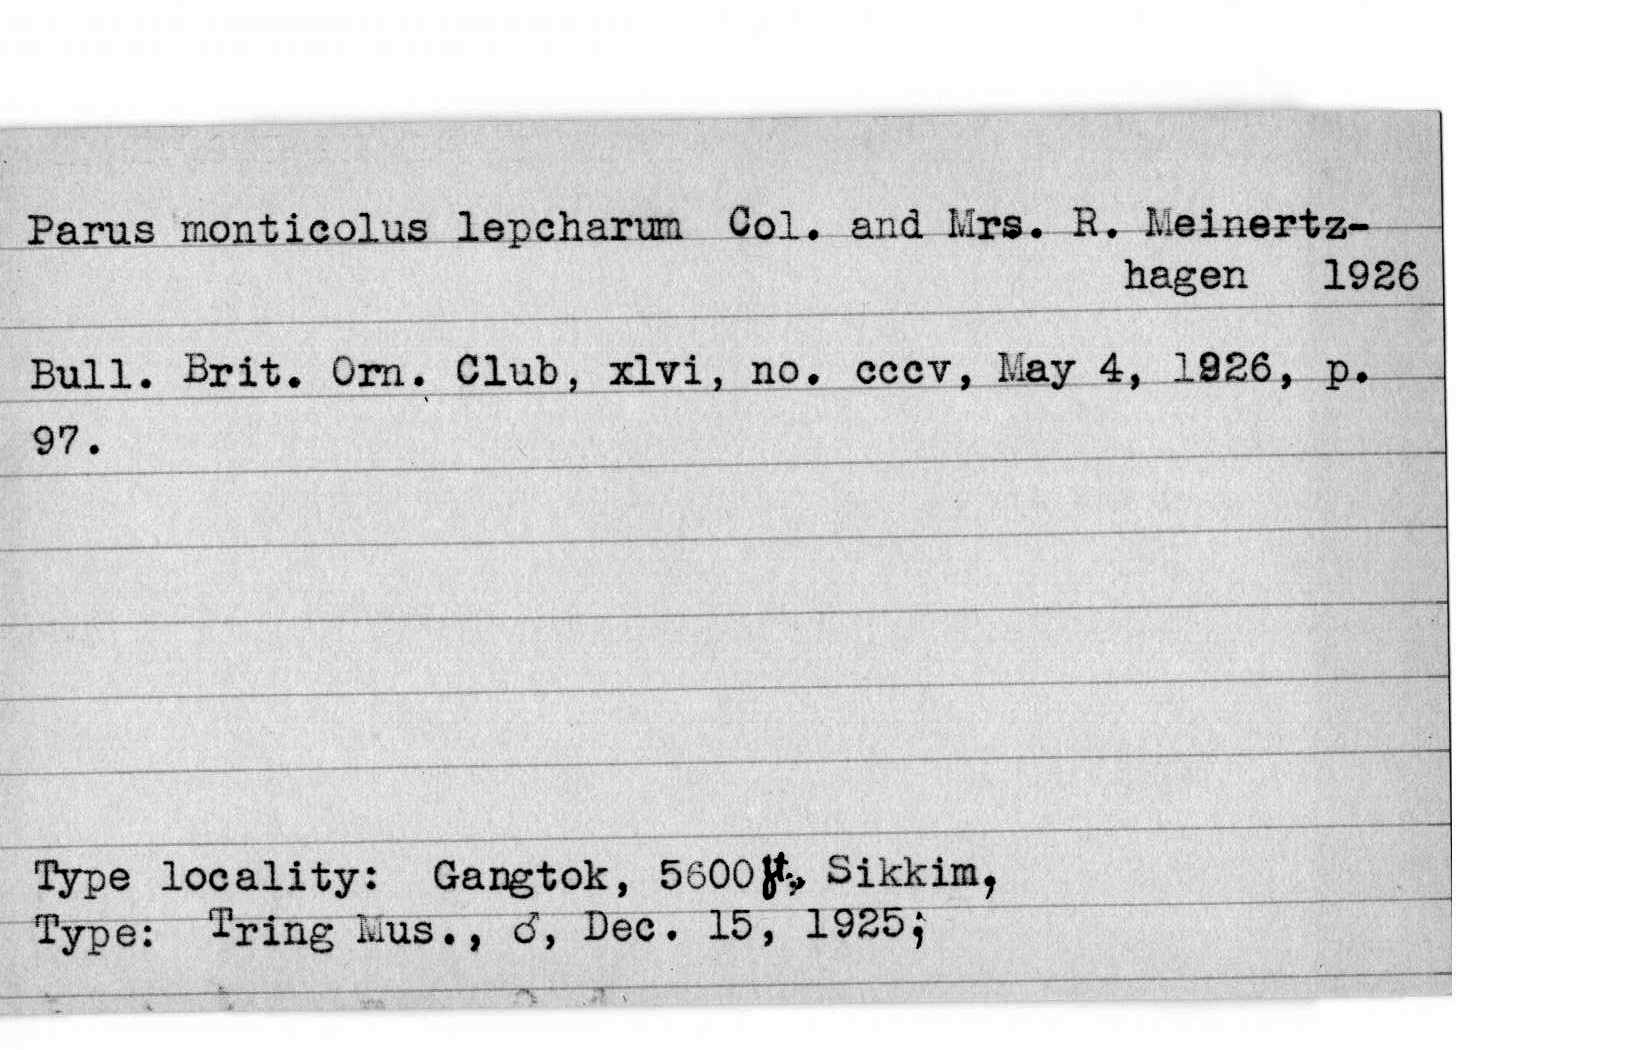 Parus monticolus lepcharum Col. and Mrs. R. Meinertz-
hagen 1926
Bull. Brit. Orn. Club, xlvi, no. cccv, May 4, 1926, p.
97.
Type locality: Gangtok, 5600ft., Sikkim,
Type: Tring Mus., ♂, Dec. 15, 1925;